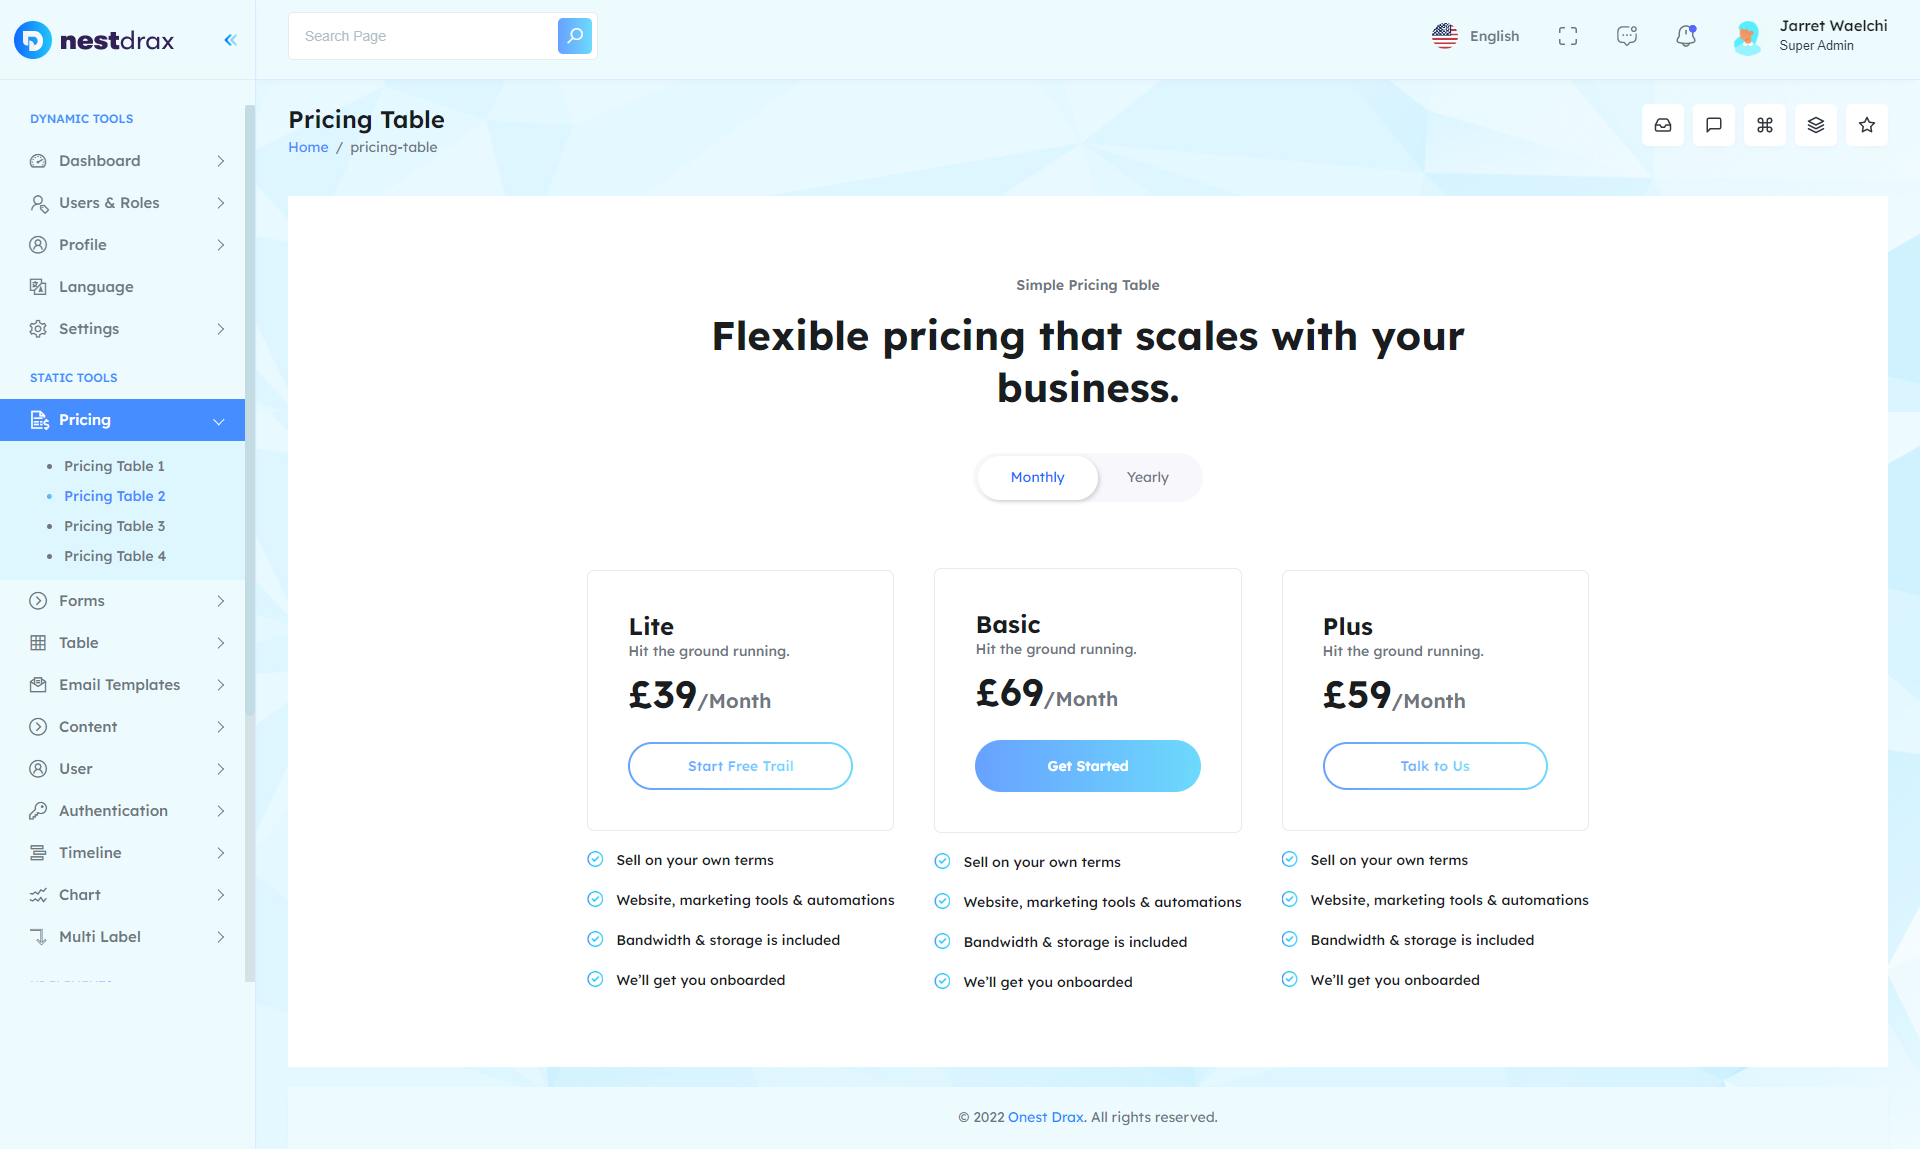 nestdrax
Search Page
English
Jarret Waelchi
Super Admin
DYNAMIC TOOLS
Dashboard
Users & Roles
Profile
Language
Settings
STATIC TOOLS
Pricing
Pricing Table 1
Pricing Table 2
Pricing Table 3
Pricing Table 4
Forms
Table
Email Templates
Content
User
Authentication
Timeline
Chart
Multi Label
Pricing Table
Home / pricing-table
Simple Pricing Table
Flexible pricing that scales with your
business.
Monthly
Yearly
Lite
Hit the ground running.
£39/Month
Start Free Trail
Sell on your own terms
Website, marketing tools & automations
Bandwidth & storage is included
We'll get you onboarded
Basic
Hit the ground running.
£69/Month
Get Started
Sell on your own terms
Website, marketing tools & automations
Bandwidth & storage is included
We'll get you onboarded
Plus
Hit the ground running.
£59/Month
Talk to Us
Sell on your own terms
Website, marketing tools & automations
Bandwidth & storage is included
We'll get you onboarded
© 2022 Onest Drax. All rights reserved.